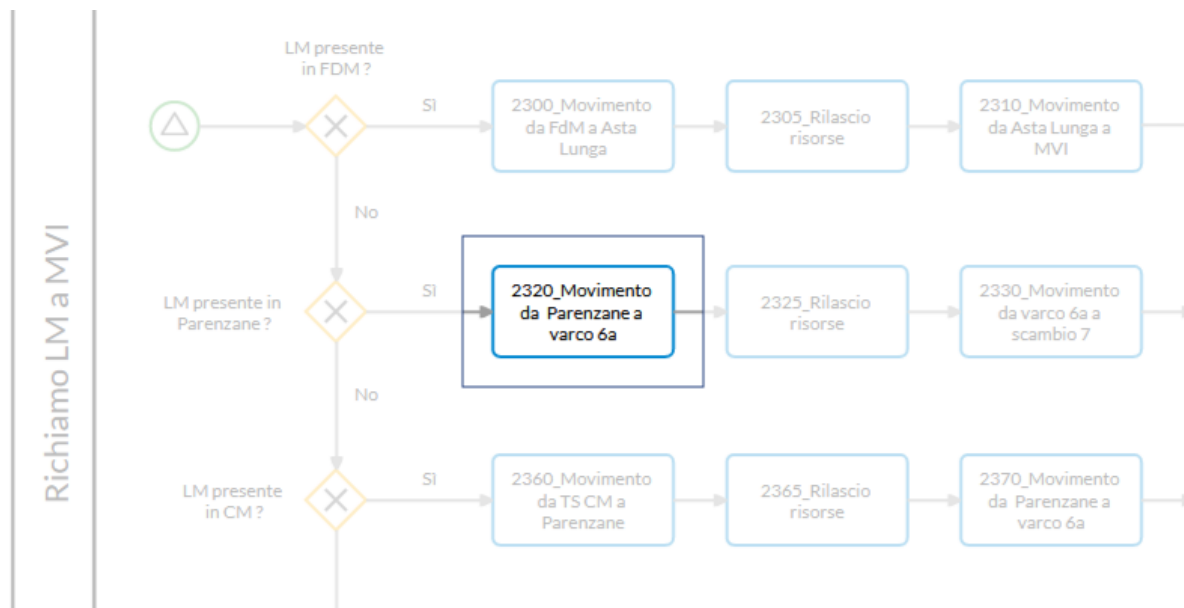 Richiamo LM a MVI
LM presente
in FDM ?
Sì
2300_Movimento
da FdM a Asta
Lunga
2305_Rilascio
risorse
2310_Movimento
da Asta Lunga a
MVI
No
LM presente in
Parenzane ?
Sì
2320_Movimento
da Parenzane a
varco 6a
2325_Rilascio
risorse
2330_Movimento
da varco 6a a
scambio 7
No
LM presente
in CM ?
Sì
2360_Movimento
da TS CM a
Parenzane
2365_Rilascio
risorse
2370_Movimento
da Parenzane a
varco 6a